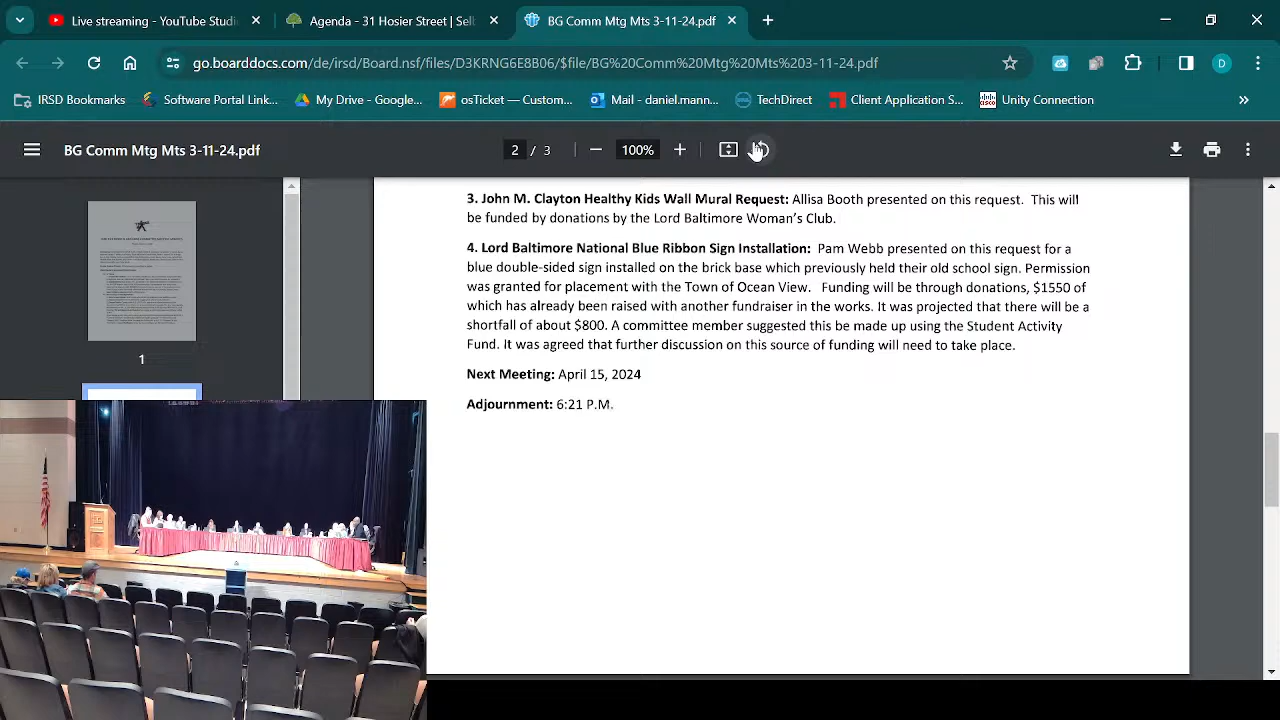 Live streaming - YouTube Studi
Agenda - 31 Hosier Street | Sell
BG Comm Mtg Mts 3-11-24.pdf
go.boarddocs.com/de/irsd/Board.nsf/files/D3KRNG6E8B06/$file/BG%20Comm%20Mtg%20Mts%203-11-24.pdf
D
IRSD Bookmarks
Software Portal Link...
My Drive - Google...
osTicket — Custom...
Mail - daniel.mann...
TechDirect
Client Application S...
Unity Connection
BG Comm Mtg Mts 3-11-24.pdf
2 / 3
100%
1
3. John M. Clayton Healthy Kids Wall Mural Request: Allisa Booth presented on this request. This will
be funded by donations by the Lord Baltimore Woman's Club.
4. Lord Baltimore National Blue Ribbon Sign Installation: Pam Webb presented on this request for a
blue double-sided sign installed on the brick base which previously held their old school sign. Permission
was granted for placement with the Town of Ocean View. Funding will be through donations, $1550 of
which has already been raised with another fundraiser in the works. It was projected that there will be a
shortfall of about $800. A committee member suggested this be made up using the Student Activity
Fund. It was agreed that further discussion on this source of funding will need to take place.
Next Meeting: April 15, 2024
Adjournment: 6:21 P.M.